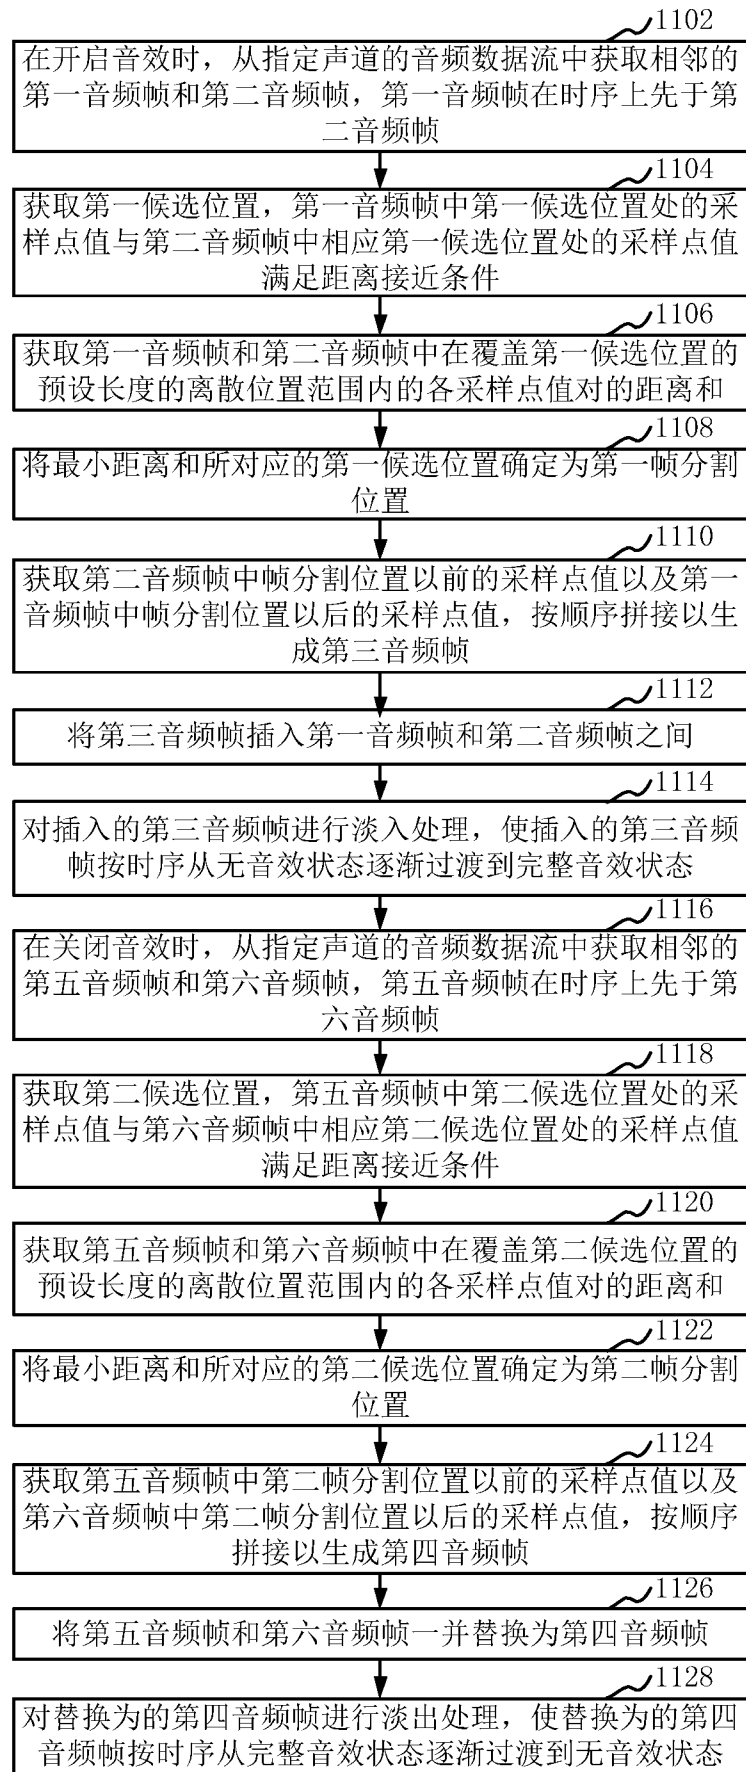 1102
在开启音效时，从指定声道的音频数据流中获取相邻的
第一音频帧和第二音频帧，第一音频帧在时序上先于第
二音频帧
1104
获取第一候选位置，第一音频帧中第一候选位置处的采
样点值与第二音频帧中相应第一候选位置处的采样点值
满足距离接近条件
1106
获取第一音频帧和第二音频帧中在覆盖第一候选位置的
预设长度的离散位置范围内的各采样点值对的距离和
1108
将最小距离和所对应的第一候选位置确定为第一帧分割
位置
1110
获取第二音频帧中帧分割位置以前的采样点值以及第一
音频帧中帧分割位置以后的采样点值，按顺序拼接以生
成第三音频帧
1112
将第三音频帧插入第一音频帧和第二音频帧之间
1114
对插入的第三音频帧进行淡入处理，使插入的第三音频
帧按时序从无音效状态逐渐过渡到完整音效状态
1116
在关闭音效时，从指定声道的音频数据流中获取相邻的
第五音频帧和第六音频帧，第五音频帧在时序上先于第
六音频帧
1118
获取第二候选位置，第五音频帧中第二候选位置处的采
样点值与第六音频帧中相应第二候选位置处的采样点值
满足距离接近条件
1120
获取第五音频帧和第六音频帧中在覆盖第二候选位置的
预设长度的离散位置范围内的各采样点值对的距离和
1122
将最小距离和所对应的第二候选位置确定为第二帧分割
位置
1124
获取第五音频帧中第二帧分割位置以前的采样点值以及
第六音频帧中第二帧分割位置以后的采样点值，按顺序
拼接以生成第四音频帧
1126
将第五音频帧和第六音频帧一并替换为第四音频帧
1128
对替换为的第四音频帧进行淡出处理，使替换为的第四
音频帧按时序从完整音效状态逐渐过渡到无音效状态